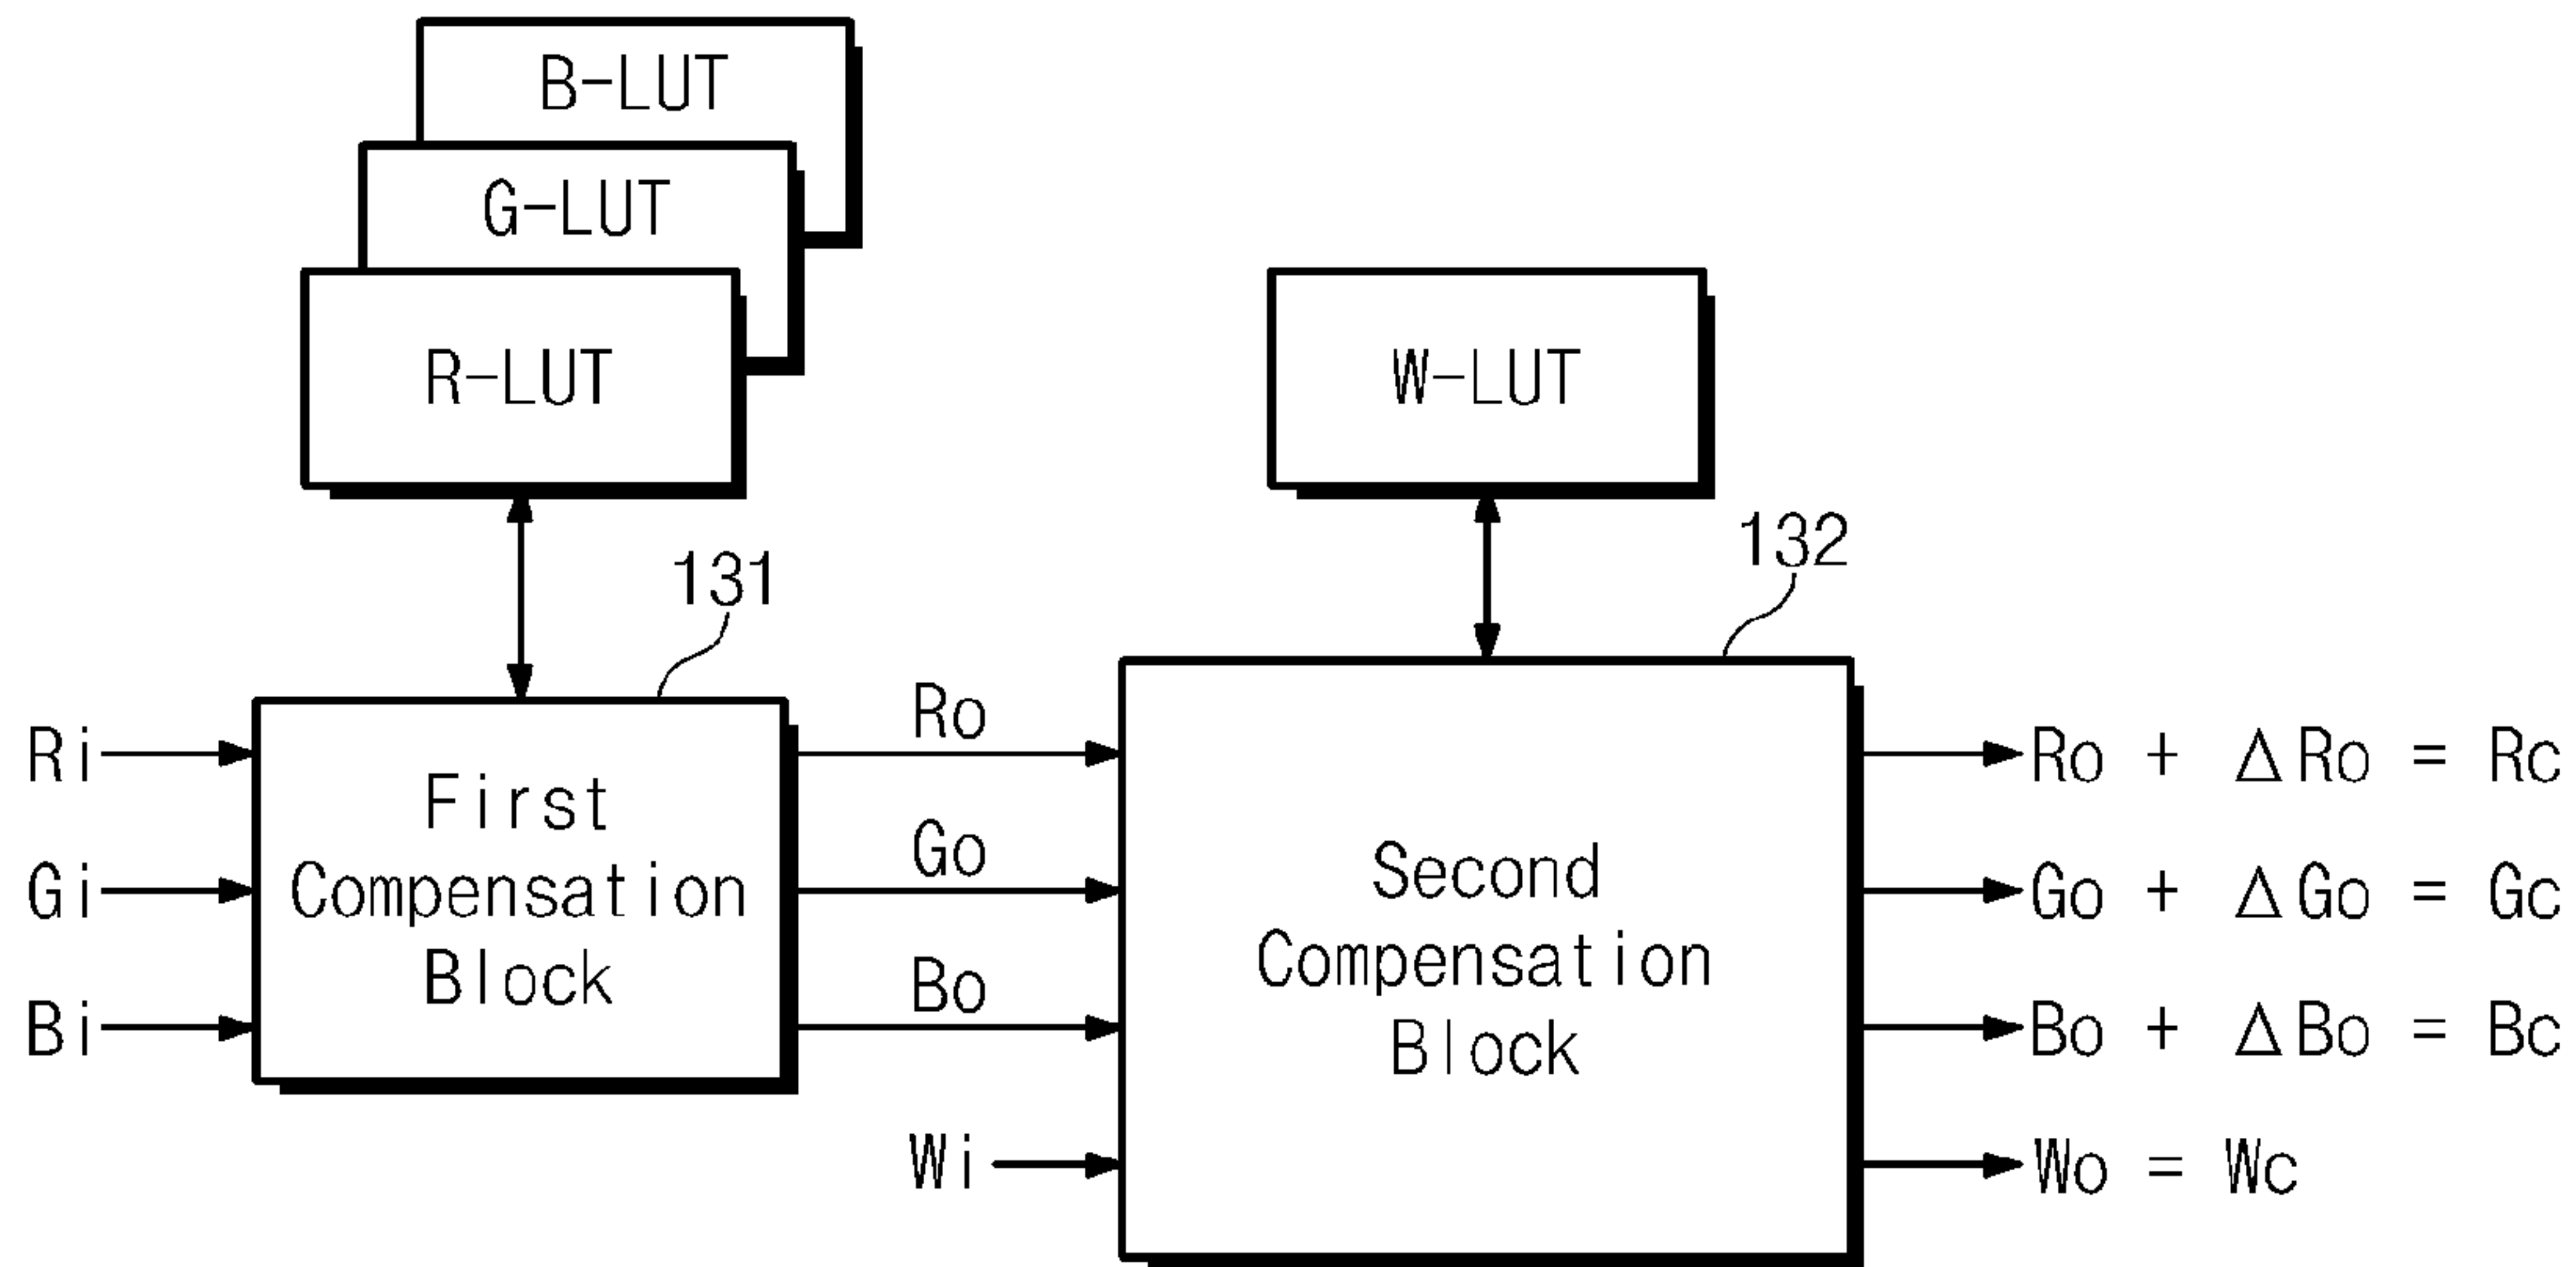 B-LUT
G-LUT
R-LUT
W-LUT
131
132
Ri
Gi
Bi
First
Compensation
Block
Ro
Go
Bo
Wi
Second
Compensation
Block
Ro + ΔRo = Rc
Go + ΔGo = Gc
Bo + ΔBo = Bc
Wo = Wc